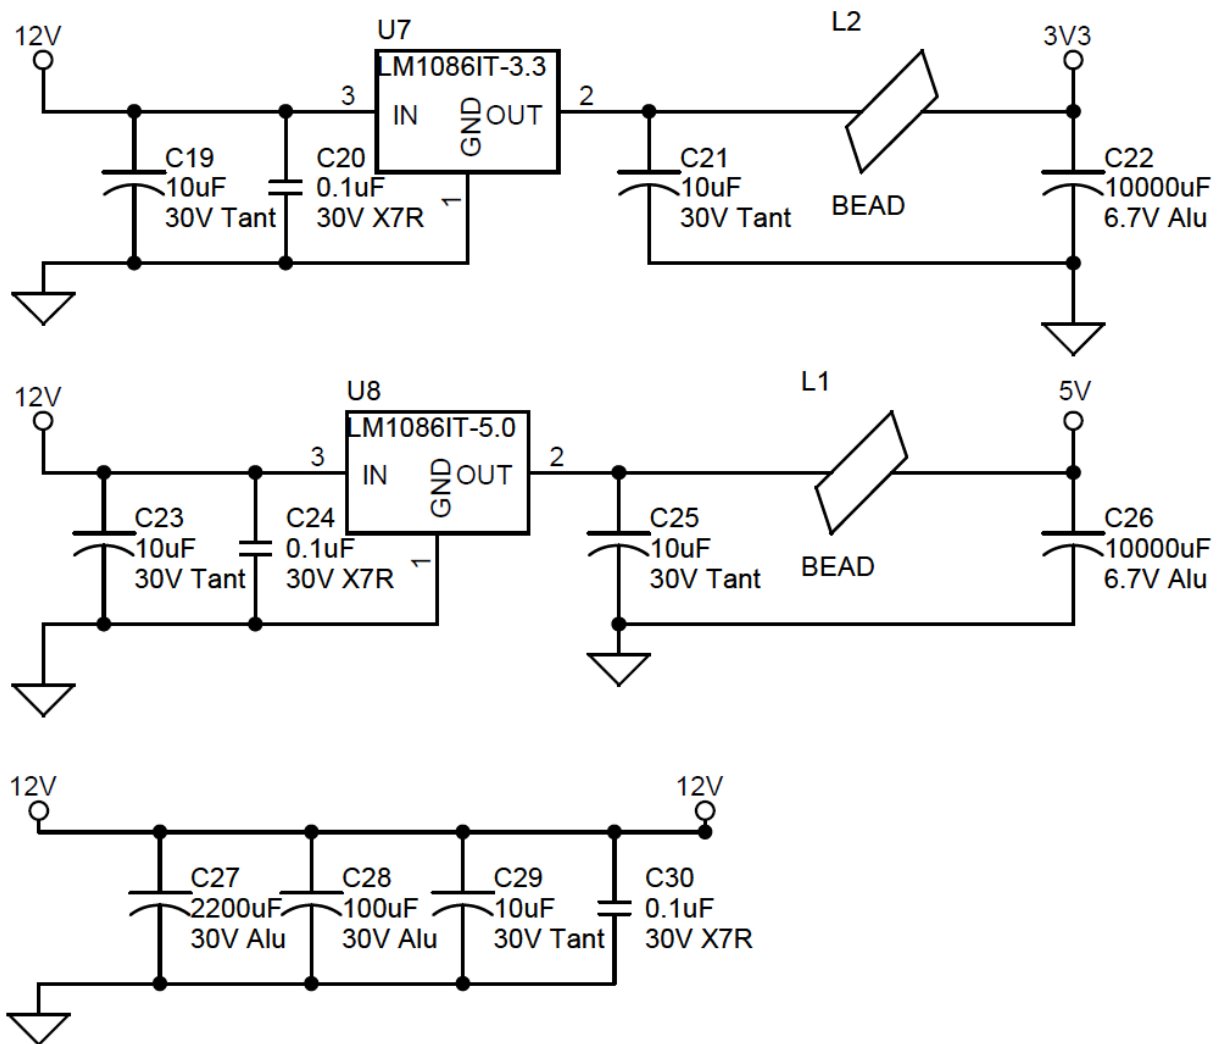 12V
U7
LM1086IT-3.3
3
IN
GND
OUT
2
1
L2
BEAD
3V3
C19
10uF
30V Tant
C20
0.1uF
30V X7R
C21
10uF
30V Tant
C22
10000uF
6.7V Alu
12V
U8
LM1086IT-5.0
3
IN
GND
OUT
2
1
L1
BEAD
5V
C23
10uF
30V Tant
C24
0.1uF
30V X7R
C25
10uF
30V Tant
C26
10000uF
6.7V Alu
12V
12V
C27
2200uF
30V Alu
C28
100uF
30V Alu
C29
10uF
30V Tant
C30
0.1uF
30V X7R